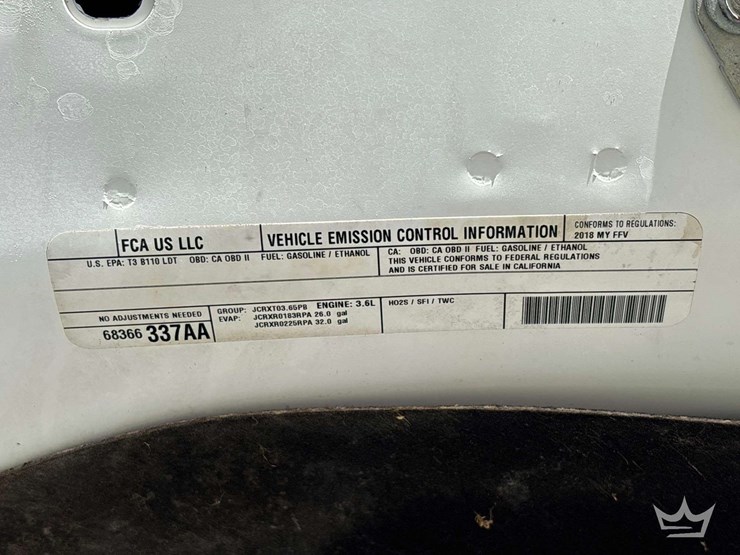 FCA US LLC
VEHICLE EMISSION CONTROL INFORMATION
CONFORMS TO REGULATIONS:
2018 MY FFV
U.S. EPA: T3 B110 LDT OBD: CA OBD II FUEL: GASOLINE / ETHANOL
CA: OBD: CA OBD II FUEL: GASOLINE / ETHANOL
THIS VEHICLE CONFORMS TO FEDERAL REGULATIONS
AND IS CERTIFIED FOR SALE IN CALIFORNIA
NO ADJUSTMENTS NEEDED
68366 337AA
GROUP: JCRXT03.65PB ENGINE: 3.6L
EVAP: JCRXR0183RPA 26.0 gal
JCRXR0225RPA 32.0 gal
HO2S / SFI / TWC